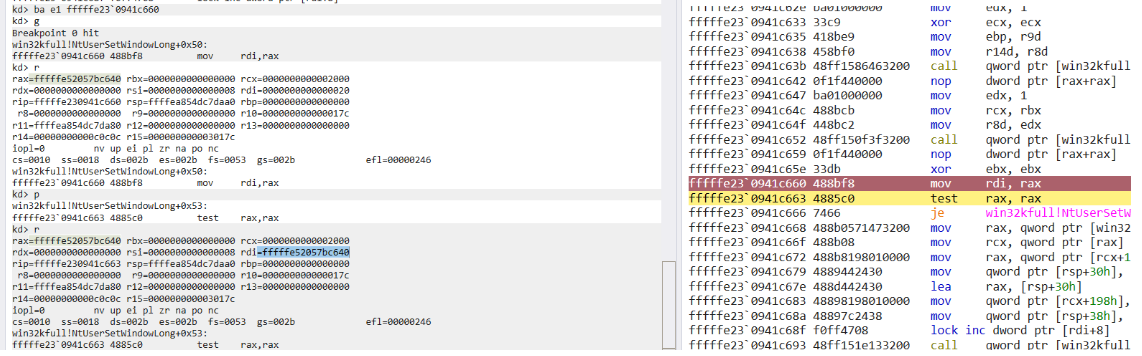 kd> ba e1 fffffe23`0941c660
kd> g
Breakpoint 0 hit
win32kfull!NtUserSetWindowLong+0x50:
fffffe23`0941c660 488bf8 mov rdi,rax
kd> r
rax=fffffe52057bc640 rbx=0000000000000000 rcx=0000000000002000
rdx=0000000000000000 rsi=0000000000000008 rdi=0000000000000020
rip=fffffe230941c660 rsp=ffffea854dc7daa0 rbp=0000000000000000
r8=0000000000000000 r9=0000000000000000 r10=000000000000017c
r11=ffffea854dc7da80 r12=0000000000000000 r13=0000000000000000
r14=00000000000c0c0c r15=000000000003017c
iopl=0 nv up ei pl zr na po nc
cs=0010 ss=0018 ds=002b es=002b fs=0053 gs=002b efl=00000246
win32kfull!NtUserSetWindowLong+0x50:
fffffe23`0941c660 488bf8 mov rdi,rax
kd> p
win32kfull!NtUserSetWindowLong+0x53:
fffffe23`0941c663 4885c0 test rax,rax
kd> r
rax=fffffe52057bc640 rbx=0000000000000000 rcx=0000000000002000
rdx=0000000000000000 rsi=0000000000000008 rdi=fffffe52057bc640
rip=fffffe230941c663 rsp=ffffea854dc7daa0 rbp=0000000000000000
r8=0000000000000000 r9=0000000000000000 r10=000000000000017c
r11=ffffea854dc7da80 r12=0000000000000000 r13=0000000000000000
r14=00000000000c0c0c r15=000000000003017c
iopl=0 nv up ei pl zr na po nc
cs=0010 ss=0018 ds=002b es=002b fs=0053 gs=002b efl=00000246
win32kfull!NtUserSetWindowLong+0x53:
fffffe23`0941c663 4885c0 test rax,rax
fffffe23`0941c62e ba01000000 mov edx, 1
fffffe23`0941c633 33c9 xor ecx, ecx
fffffe23`0941c635 418be9 mov ebp, r9d
fffffe23`0941c638 458bf0 mov r14d, r8d
fffffe23`0941c63b 48ff1586463200 call qword ptr [win32kfull
fffffe23`0941c642 0f1f440000 nop dword ptr [rax+rax]
fffffe23`0941c647 ba01000000 mov edx, 1
fffffe23`0941c64c 488bcb mov rcx, rbx
fffffe23`0941c64f 448bc2 mov r8d, edx
fffffe23`0941c652 48ff150f3f3200 call qword ptr [win32kfull
fffffe23`0941c659 0f1f440000 nop dword ptr [rax+rax]
fffffe23`0941c65e 33db xor ebx, ebx
fffffe23`0941c660 488bf8 mov rdi, rax
fffffe23`0941c663 4885c0 test rax, rax
fffffe23`0941c666 7466 je win32kfull!NtUserSetW
fffffe23`0941c668 488b0571473200 mov rax, qword ptr [win32
fffffe23`0941c66f 488b08 mov rcx, qword ptr [rax]
fffffe23`0941c672 488b8198010000 mov rax, qword ptr [rcx+1
fffffe23`0941c679 4889442430 mov qword ptr [rsp+30h],
fffffe23`0941c67e 488d442430 lea rax, [rsp+30h]
fffffe23`0941c683 48898198010000 mov qword ptr [rcx+198h],
fffffe23`0941c68a 48897c2438 mov qword ptr [rsp+38h],
fffffe23`0941c68f f0ff4708 lock inc dword ptr [rdi+8]
fffffe23`0941c693 48ff151e133200 call qword ptr [win32kfull